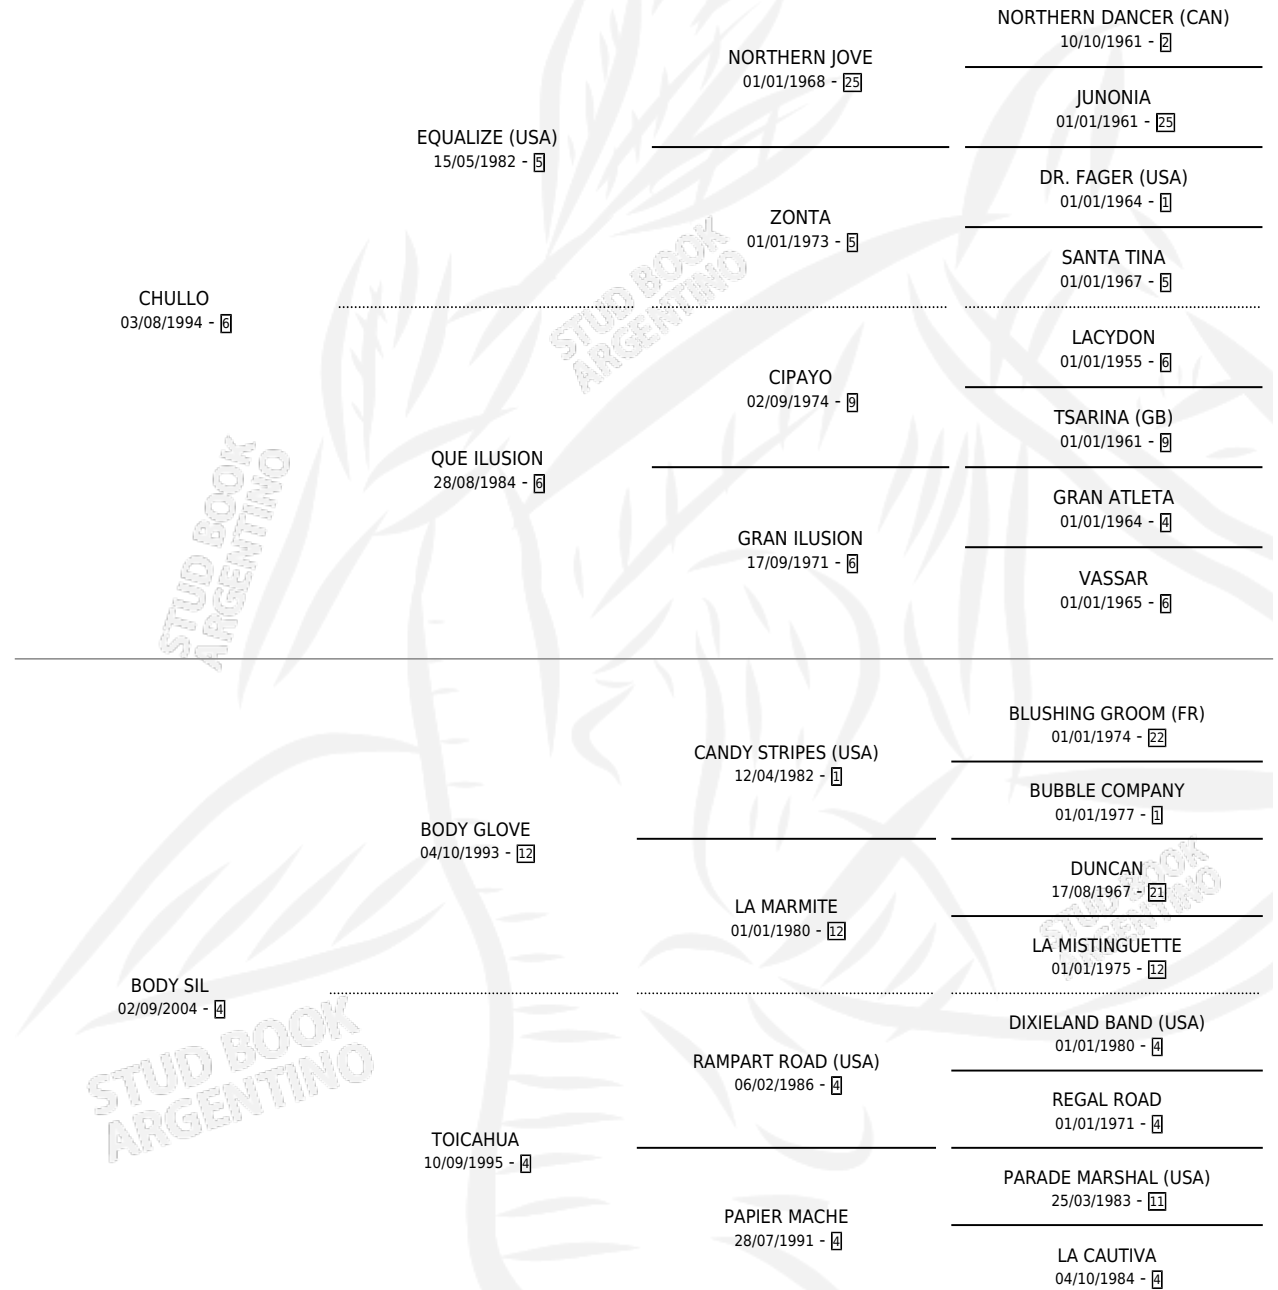 NORTHERN DANCER (CAN)
10/10/1961 - 2
NORTHERN JOVE
01/01/1968 - 25
JUNONIA
01/01/1961 - 25
EQUALIZE (USA)
15/05/1982 - 5
DR. FAGER (USA)
01/01/1964 - 1
ZONTA
01/01/1973 - 5
SANTA TINA
01/01/1967 - 5
CHULLO
03/08/1994 - 6
STUD BOOK
ARGENTINO
LACYDON
01/01/1955 - 6
CIPAYO
02/09/1974 - 9
TSARINA (GB)
01/01/1961 - 9
QUE ILUSION
28/08/1984 - 6
GRAN ATLETA
01/01/1964 - 4
GRAN ILUSION
17/09/1971 - 6
VASSAR
01/01/1965 - 6
STUD BOOK
ARGENTINO
BLUSHING GROOM (FR)
01/01/1974 - 22
CANDY STRIPES (USA)
12/04/1982 - 1
BUBBLE COMPANY
01/01/1977 - 1
BODY GLOVE
04/10/1993 - 12
DUNCAN
17/08/1967 - 21
LA MARMITE
01/01/1980 - 12
STUD BOOK
ARGENTINO
LA MISTINGUETTE
01/01/1975 - 12
BODY SIL
02/09/2004 - 4
STUD BOOK
ARGENTINO
DIXIELAND BAND (USA)
01/01/1980 - 4
RAMPART ROAD (USA)
06/02/1986 - 4
REGAL ROAD
01/01/1971 - 4
TOICAHUA
10/09/1995 - 4
PARADE MARSHAL (USA)
25/03/1983 - 11
PAPIER MACHE
28/07/1991 - 4
LA CAUTIVA
04/10/1984 - 4